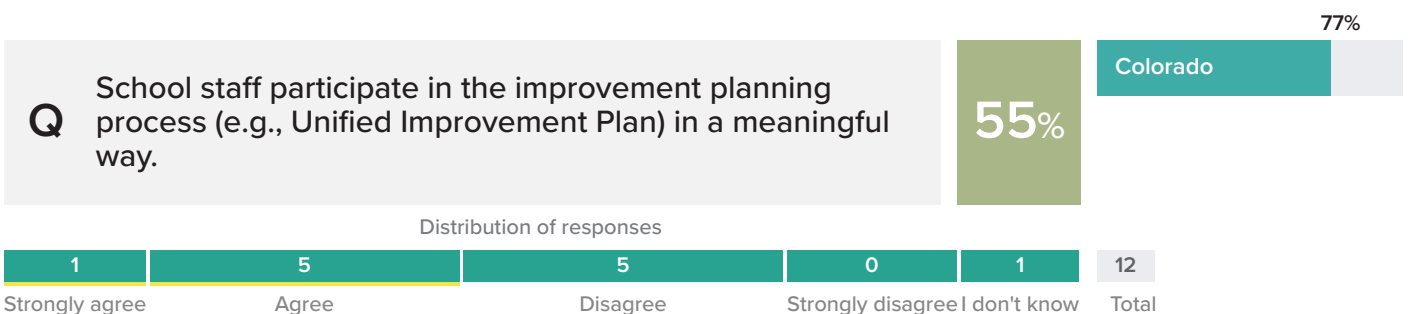 77%
Q
School staff participate in the improvement planning
process (e.g., Unified Improvement Plan) in a meaningful
way.
55%
Colorado
Distribution of responses
1 5 5 0 1 12
Strongly agree Agree Disagree Strongly disagree I don't know Total